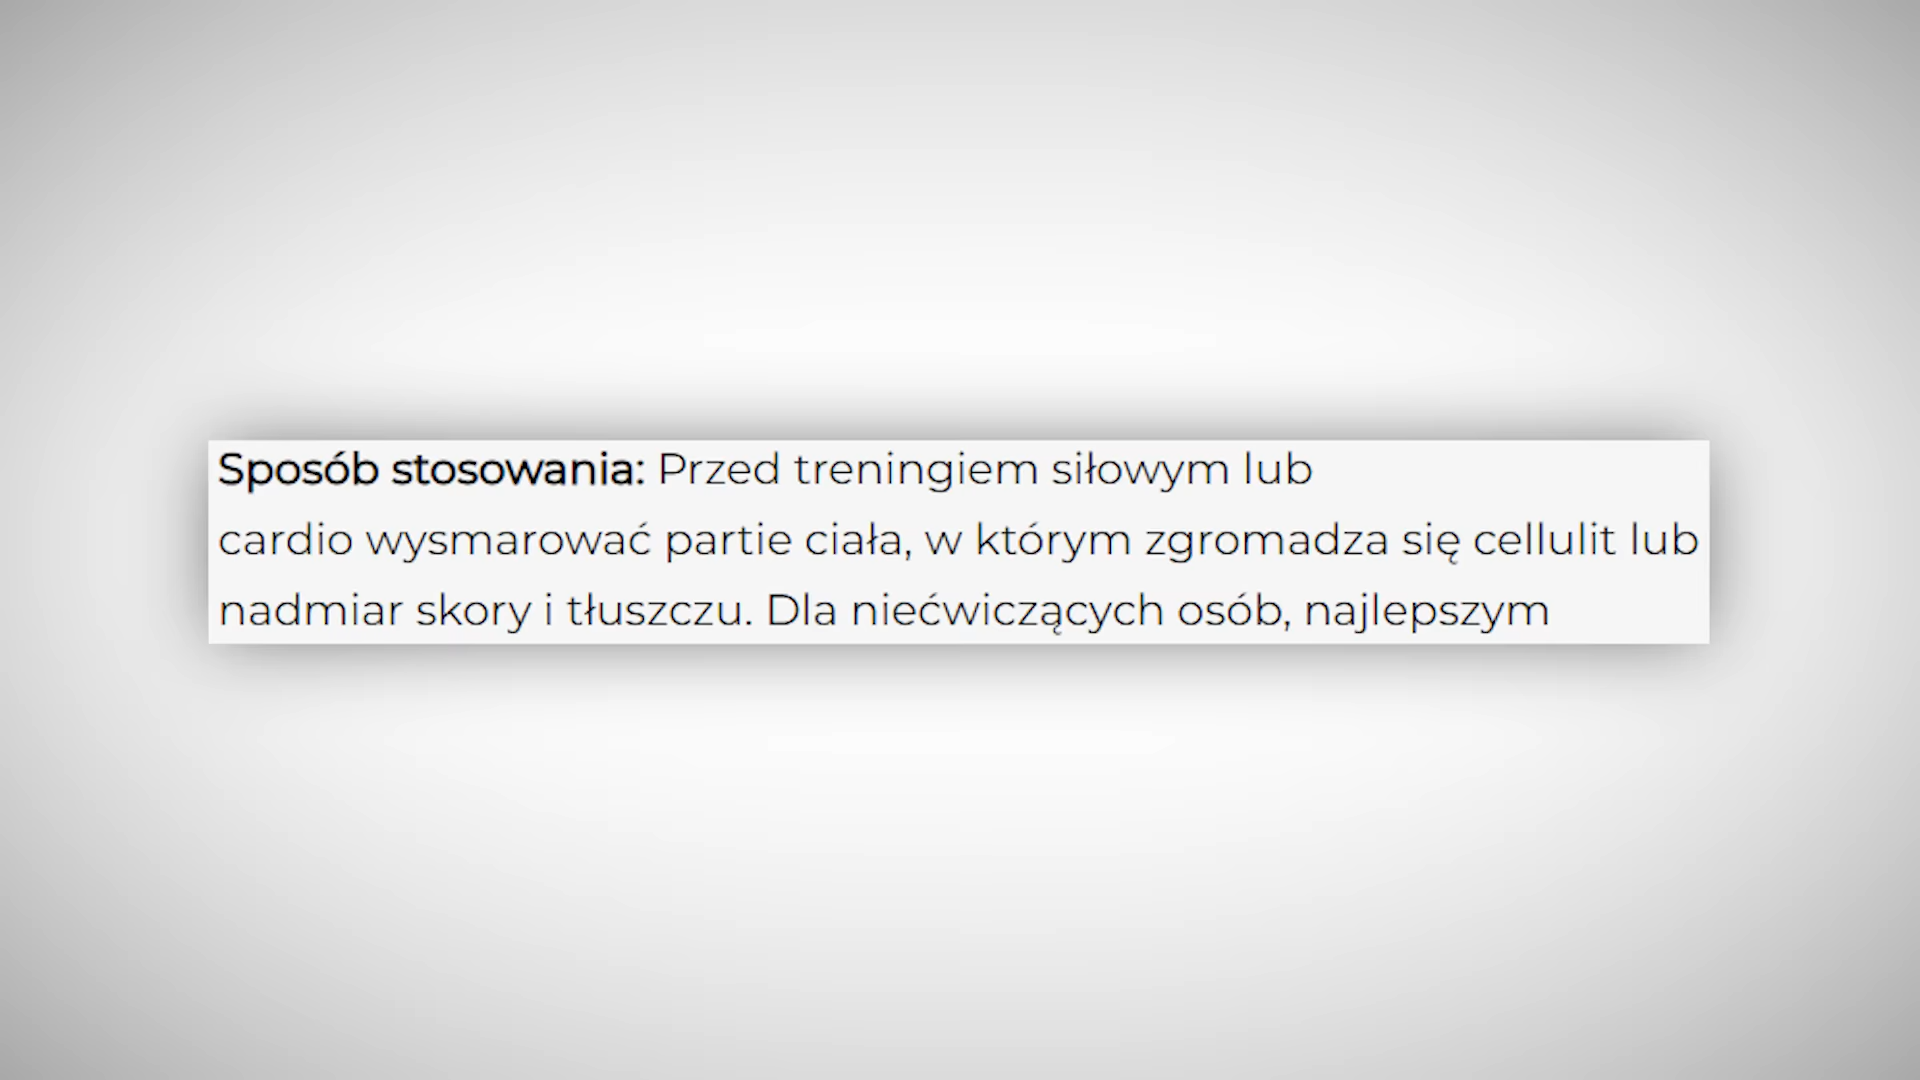 Sposób stosowania: Przed treningiem siłowym lub
cardio wysmarować partie ciała, w którym zgromadza się cellulit lub
nadmiar skory i tłuszczu. Dla niećwiczących osób, najlepszym